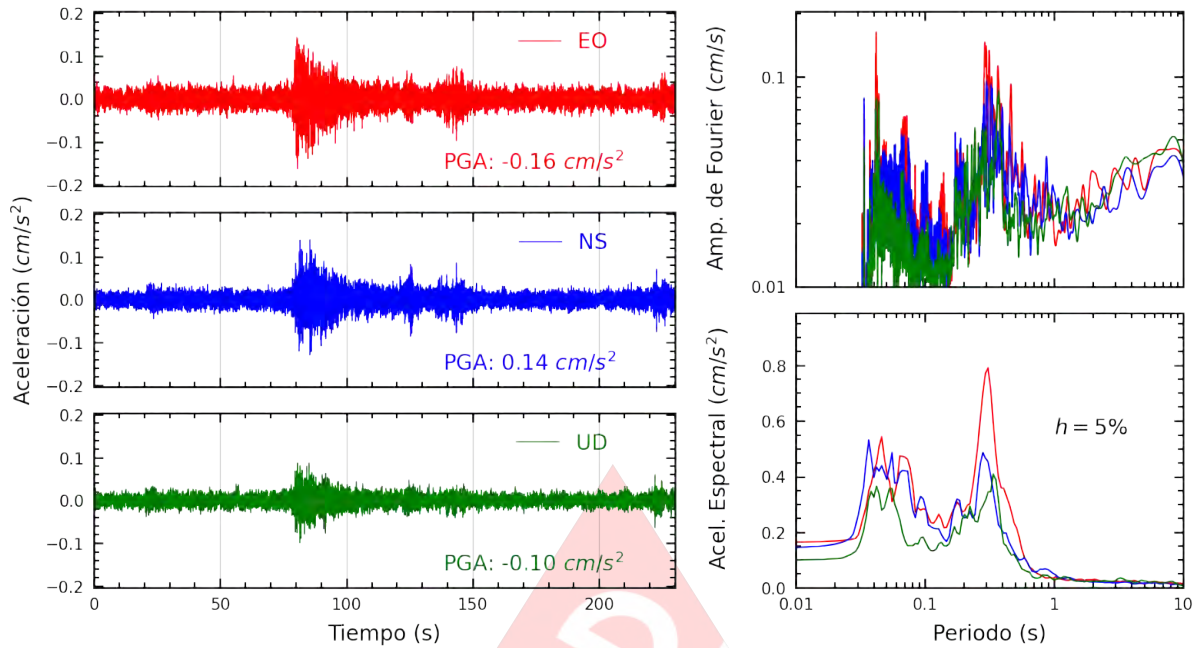 Aceleración (cm/s²)
0.2
0.1
0.0
−0.1
−0.2
EO
PGA: -0.16 cm/s²
0.2
0.1
0.0
−0.1
−0.2
NS
PGA: 0.14 cm/s²
0.2
0.1
0.0
−0.1
−0.2
UD
PGA: -0.10 cm/s²
0 50 100 150 200
Tiempo (s)
Amp. de Fourier (cm/s)
0.1
0.01
Acel. Espectral (cm/s²)
0.8
0.6
0.4
0.2
0.0
h = 5%
0.01 0.1 1 10
Periodo (s)